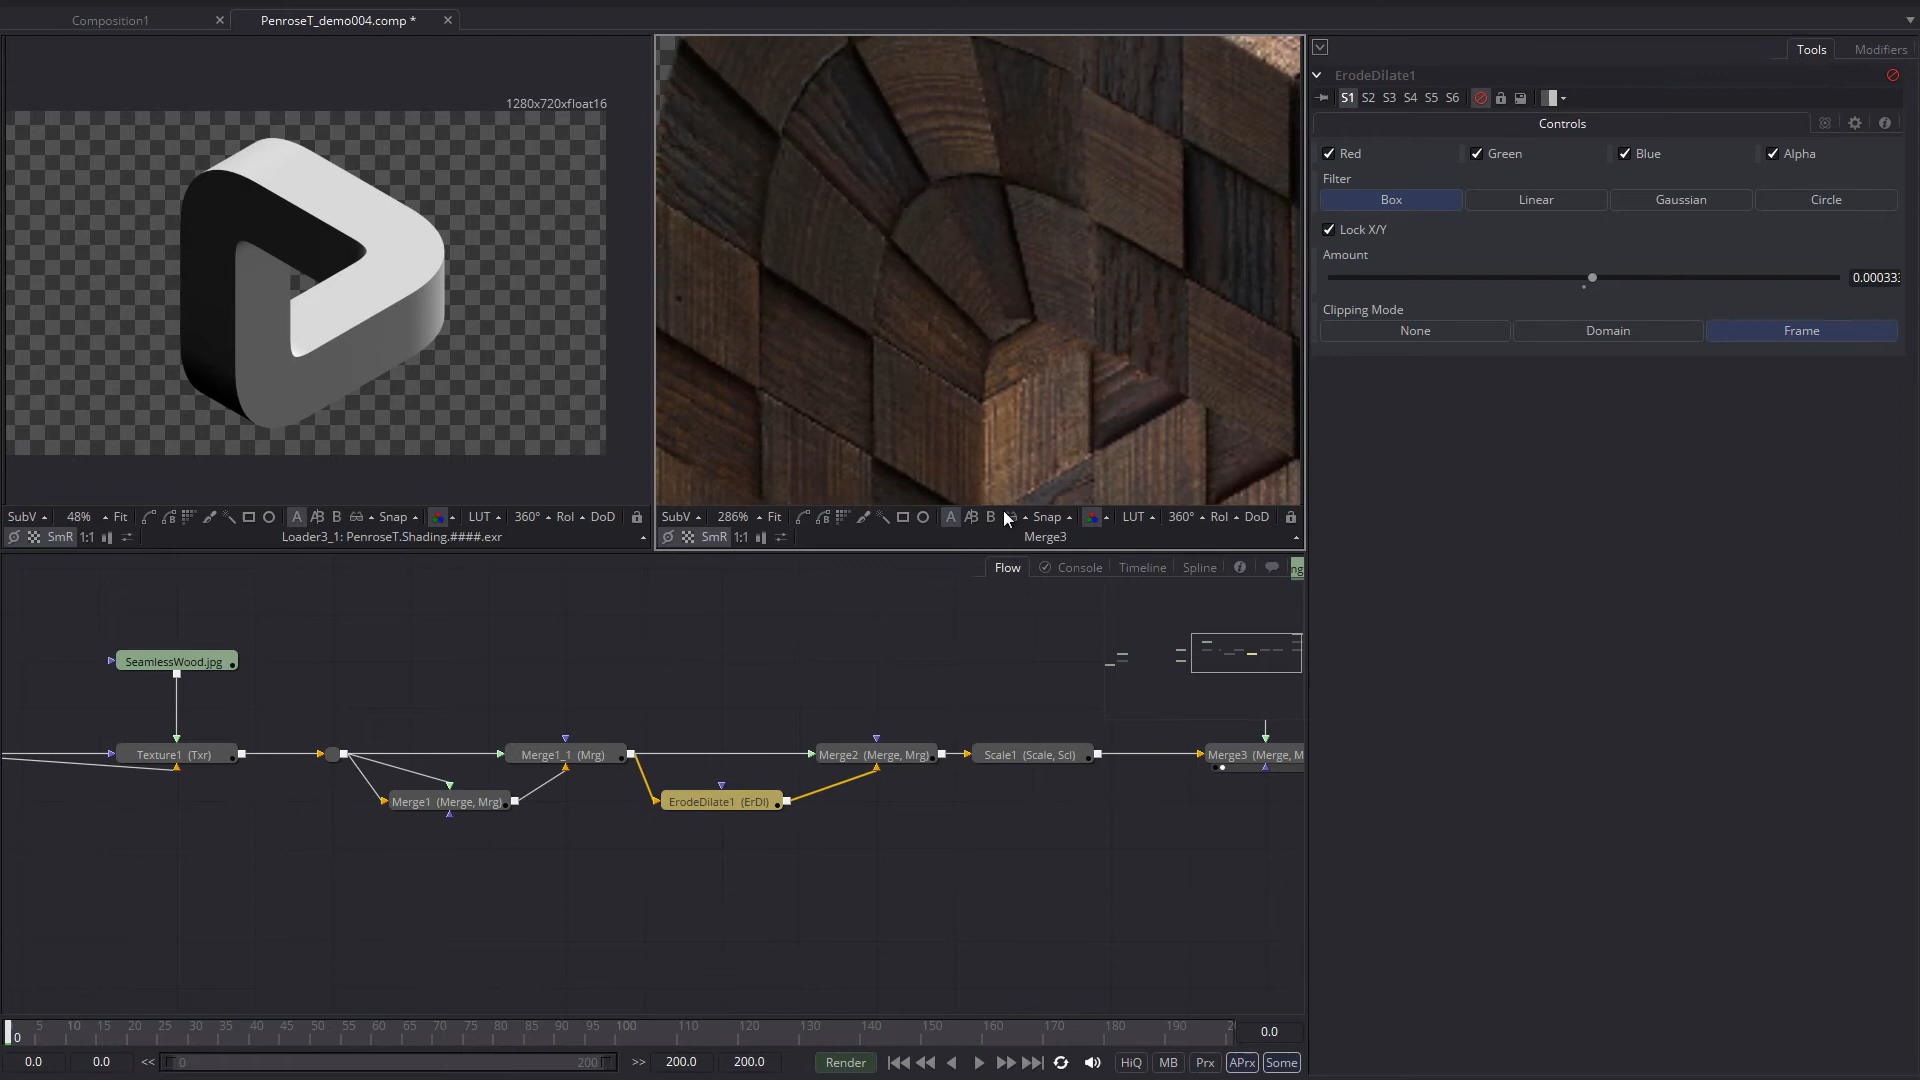 Composition1
PenroseT_demo004.comp *
1280x720xfloat16
SubV 48% Fit A B Snap LUT 360° RoI DoD
SmR 1:1 Loader3_1: PenroseT.Shading.####.exr
SubV 286% Fit A B Snap LUT 360° RoI DoD
SmR 1:1 Merge3
Tools Modifiers
ErodeDilate1
S1 S2 S3 S4 S5 S6
Controls
Red Green Blue Alpha
Filter
Box Linear Gaussian Circle
Lock X/Y
Amount
0.00033
Clipping Mode
None Domain Frame
Flow Console Timeline Spline
SeamlessWood.jpg
Texture1 (Txr)
Merge1_1 (Mrg)
Merge2 (Merge, Mrg)
Scale1 (Scale, Scl)
Merge3 (Merge, M
Merge1 (Merge, Mrg)
ErodeDilate1 (ErDl)
0 5 10 15 20 25 30 35 40 45 50 55 60 65 70 75 80 85 90 95 100 110 120 130 140 150 160 170 180 190 0.0
0.0 0.0 << 0 200 >> 200.0 200.0 Render HiQ MB Prx APrx Some